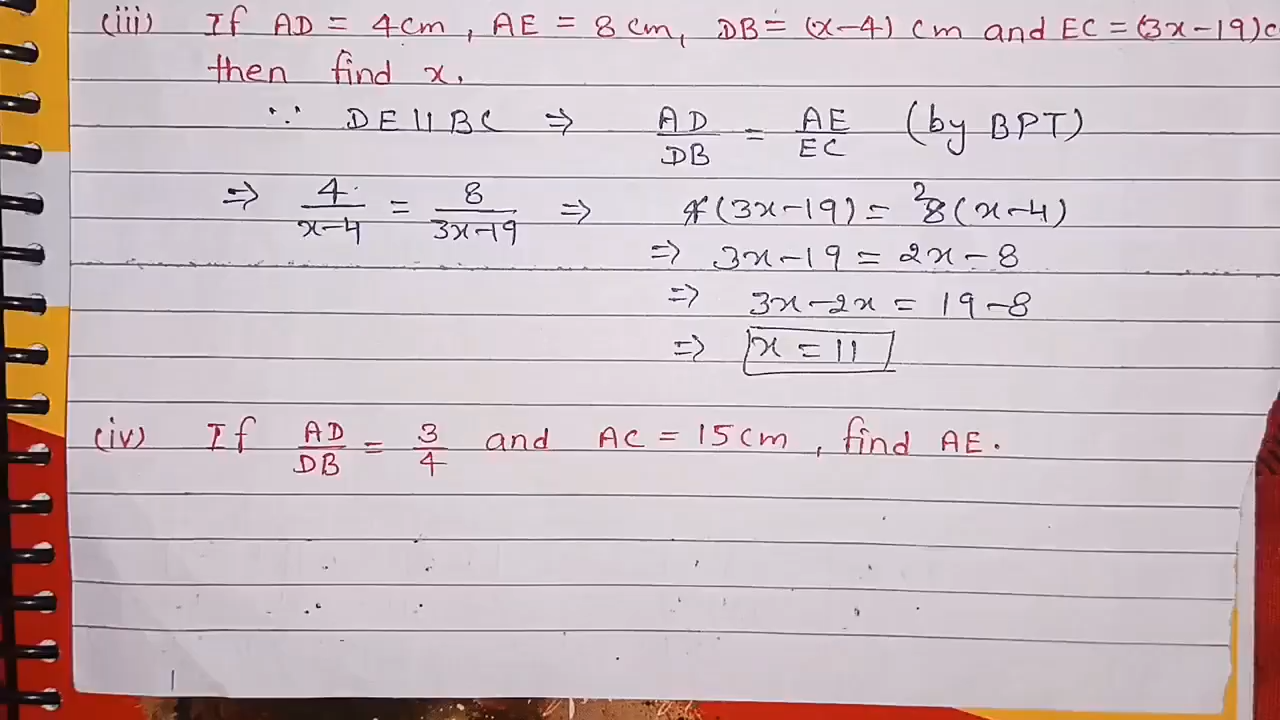 (iii) If AD = 4cm, AE = 8cm, DB = (x-4) cm and EC = (3x-19)c
then find x.
∵ DE || BC ⇒ AD/DB = AE/EC (by BPT)
⇒ 4/x-4 = 8/3x-19 ⇒ 4(3x-19) = ²8(x-4)
⇒ 3x-19 = 2x-8
⇒ 3x-2x = 19-8
⇒ x = 11
(iv) If AD/DB = 3/4 and AC = 15cm, find AE.